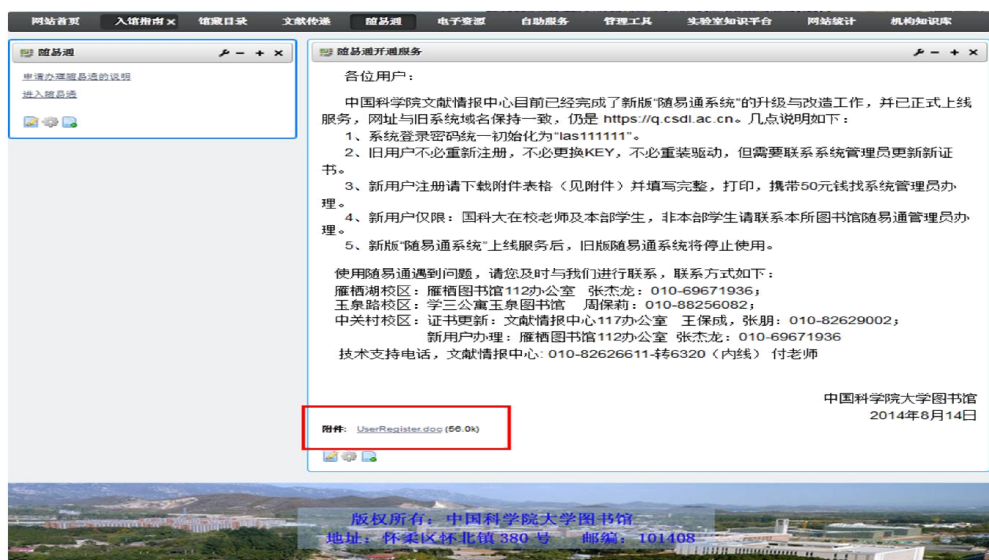 网站首页 入馆指南 馆藏目录 文献传递 随易通 电子资源 自助服务 管理工具 实验室知识平台 网站统计 机构知识库
随易通
申请办理随易通的说明
进入随易通
随易通开通服务
各位用户：
中国科学院文献情报中心目前已经完成了新版“随易通系统”的升级与改造工作，并已正式上线
服务，网址与旧系统域名保持一致，仍是 https://q.csdl.ac.cn。几点说明如下：
1、系统登录密码统一初始化为“las111111”。
2、旧用户不必重新注册，不必更换KEY，不必重装驱动，但需要联系系统管理员更新新证
书。
3、新用户注册请下载附件表格（见附件）并填写完整，打印，携带50元钱找系统管理员办
理。
4、新用户仅限：国科大在校老师及本部学生，非本部学生请联系本所图书馆随易通管理员办
理。
5、新版“随易通系统”上线服务后，旧版随易通系统将停止使用。
使用随易通遇到问题，请您及时与我们进行联系，联系方式如下：
雁栖湖校区：雁栖图书馆112办公室 张杰龙：010-69671936；
玉泉路校区：学三公寓玉泉图书馆 周保莉：010-88256082；
中关村校区：证书更新：文献情报中心117办公室 王保成，张朋：010-82629002；
新用户办理：雁栖图书馆112办公室 张杰龙：010-69671936
技术支持电话，文献情报中心：010-82626611-转6320（内线） 付老师
中国科学院大学图书馆
2014年8月14日
附件: UserRegister.doc (56.0k)
版权所有：中国科学院大学图书馆
地址：怀柔区怀北镇 380 号 邮编：101408